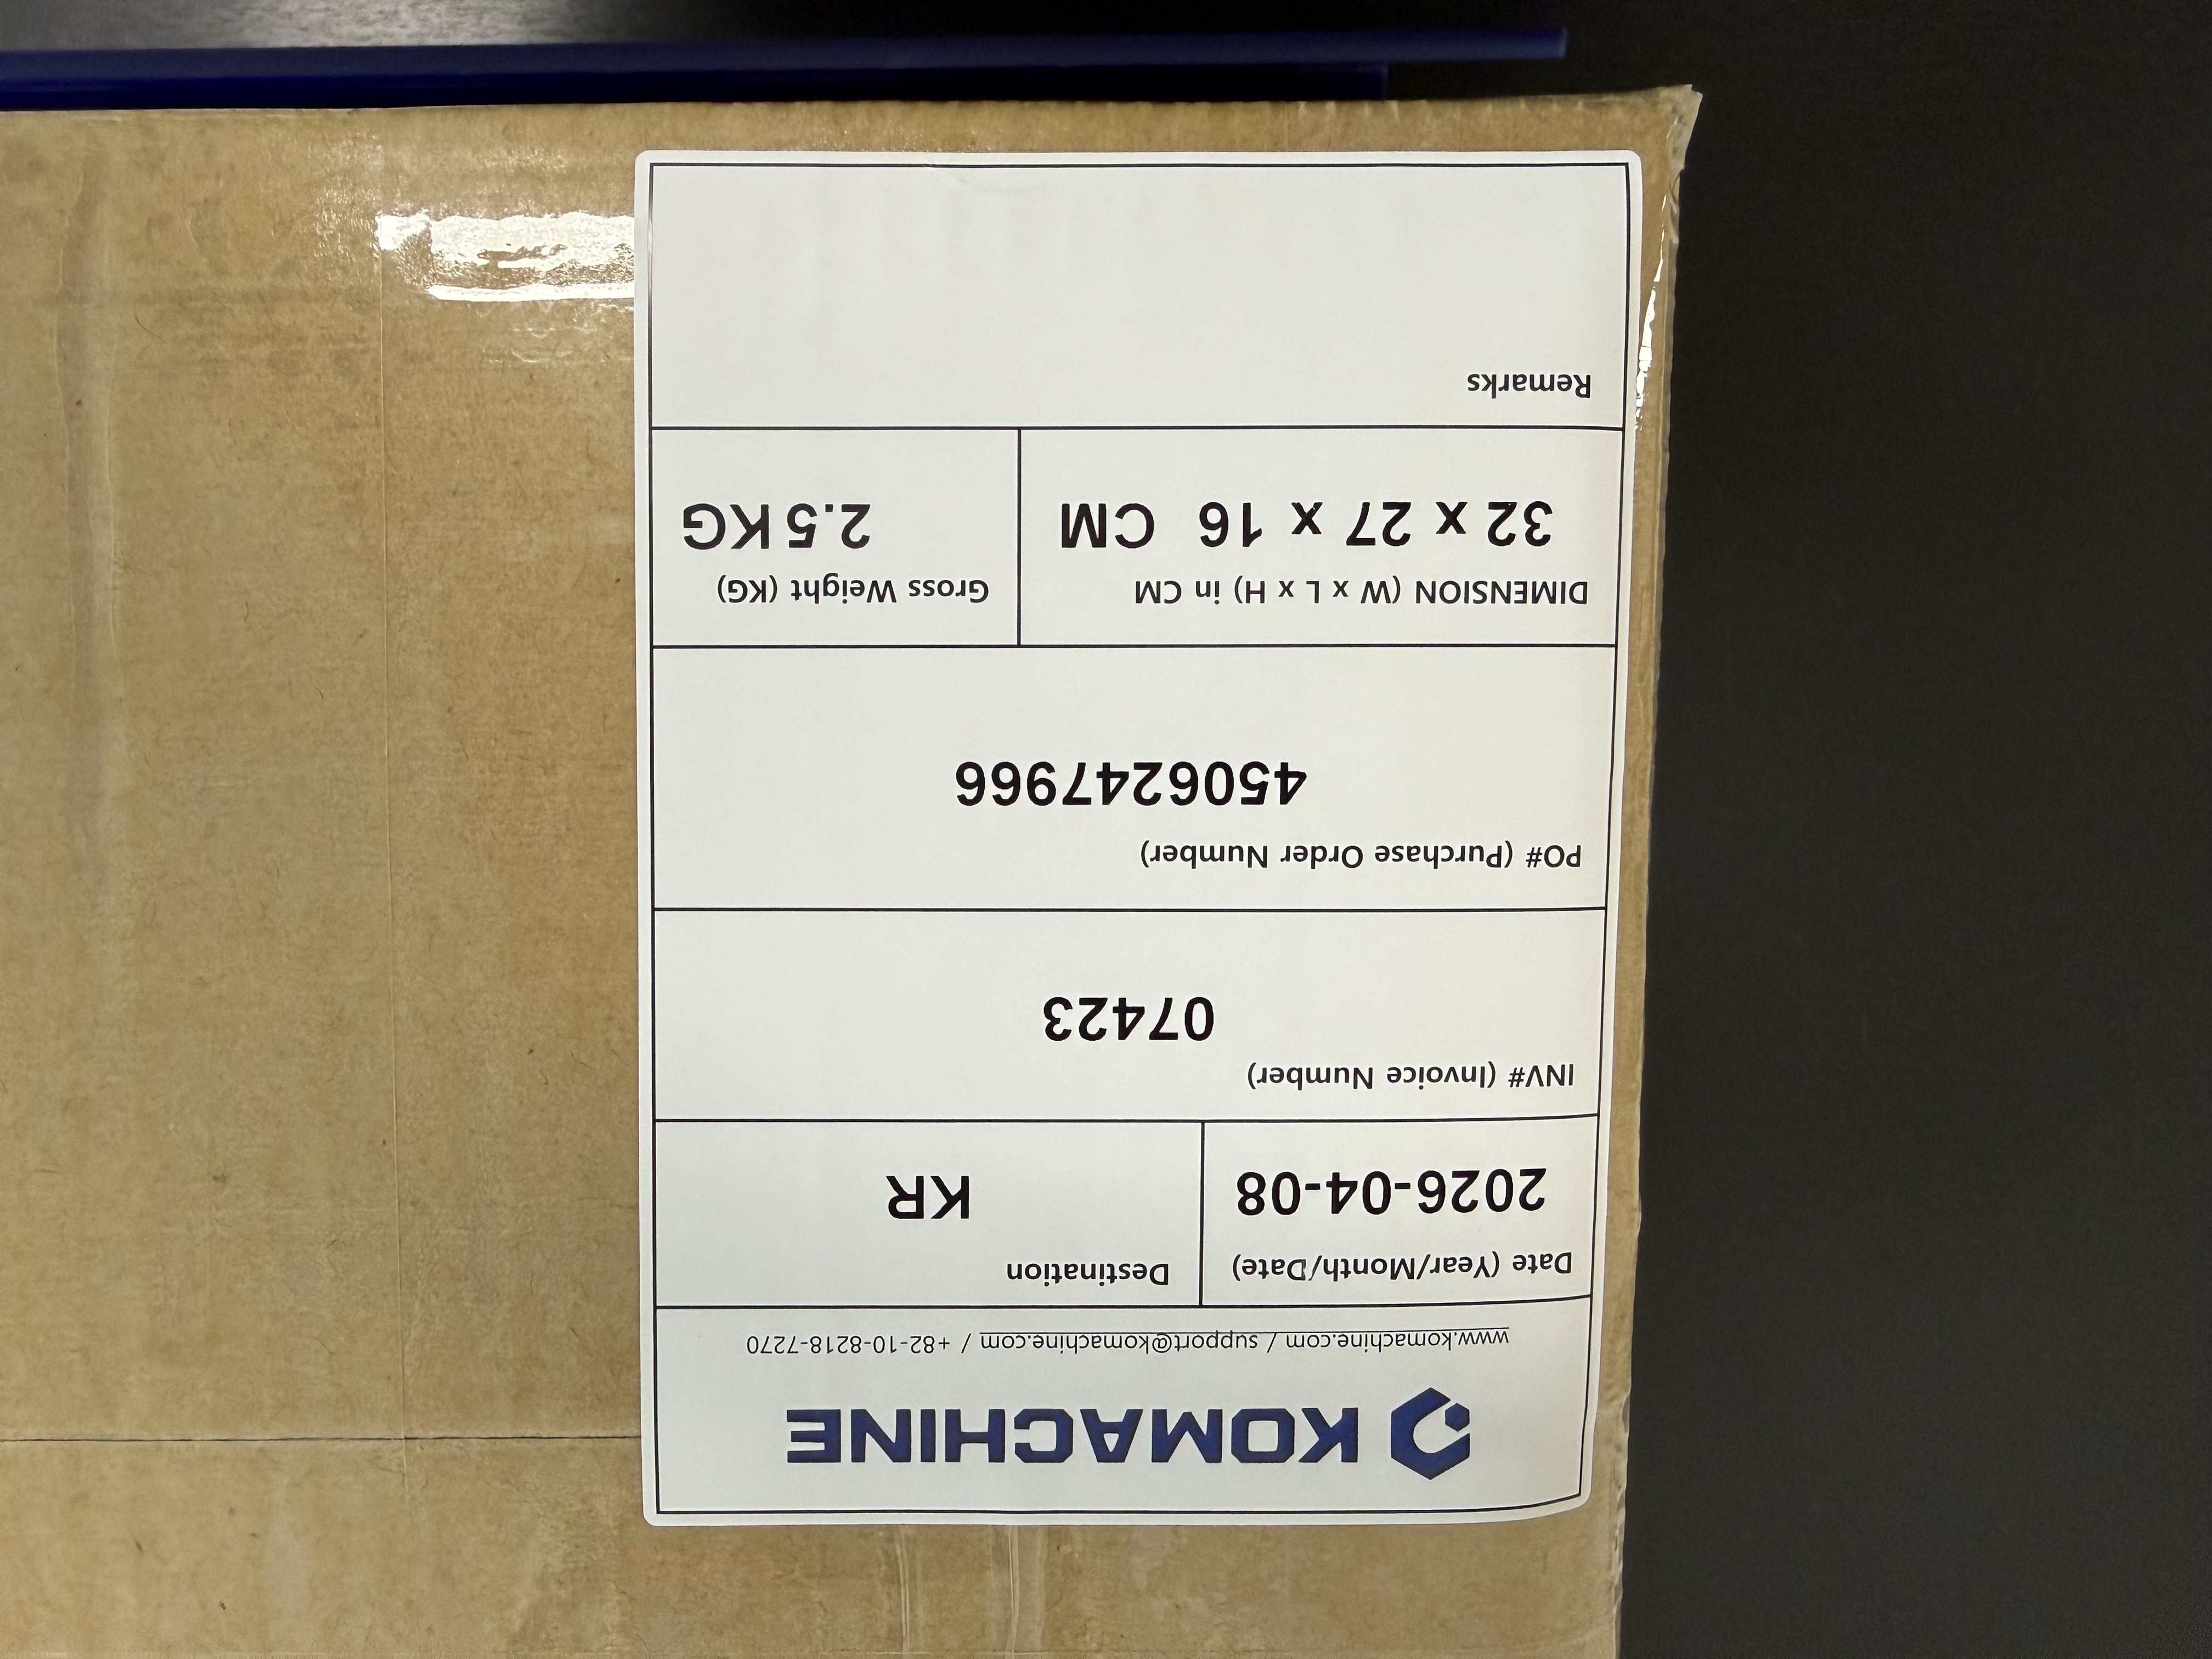 KOMACHINE
www.komachine.com / support@komachine.com / +82-10-8218-7270
Date (Year/Month/Date)
2026-04-08
Destination
KR
INV# (Invoice Number)
07423
PO# (Purchase Order Number)
4506247966
DIMENSION (W x L x H) in CM
32 x 27 x 16 CM
Gross Weight (KG)
2.5 KG
Remarks